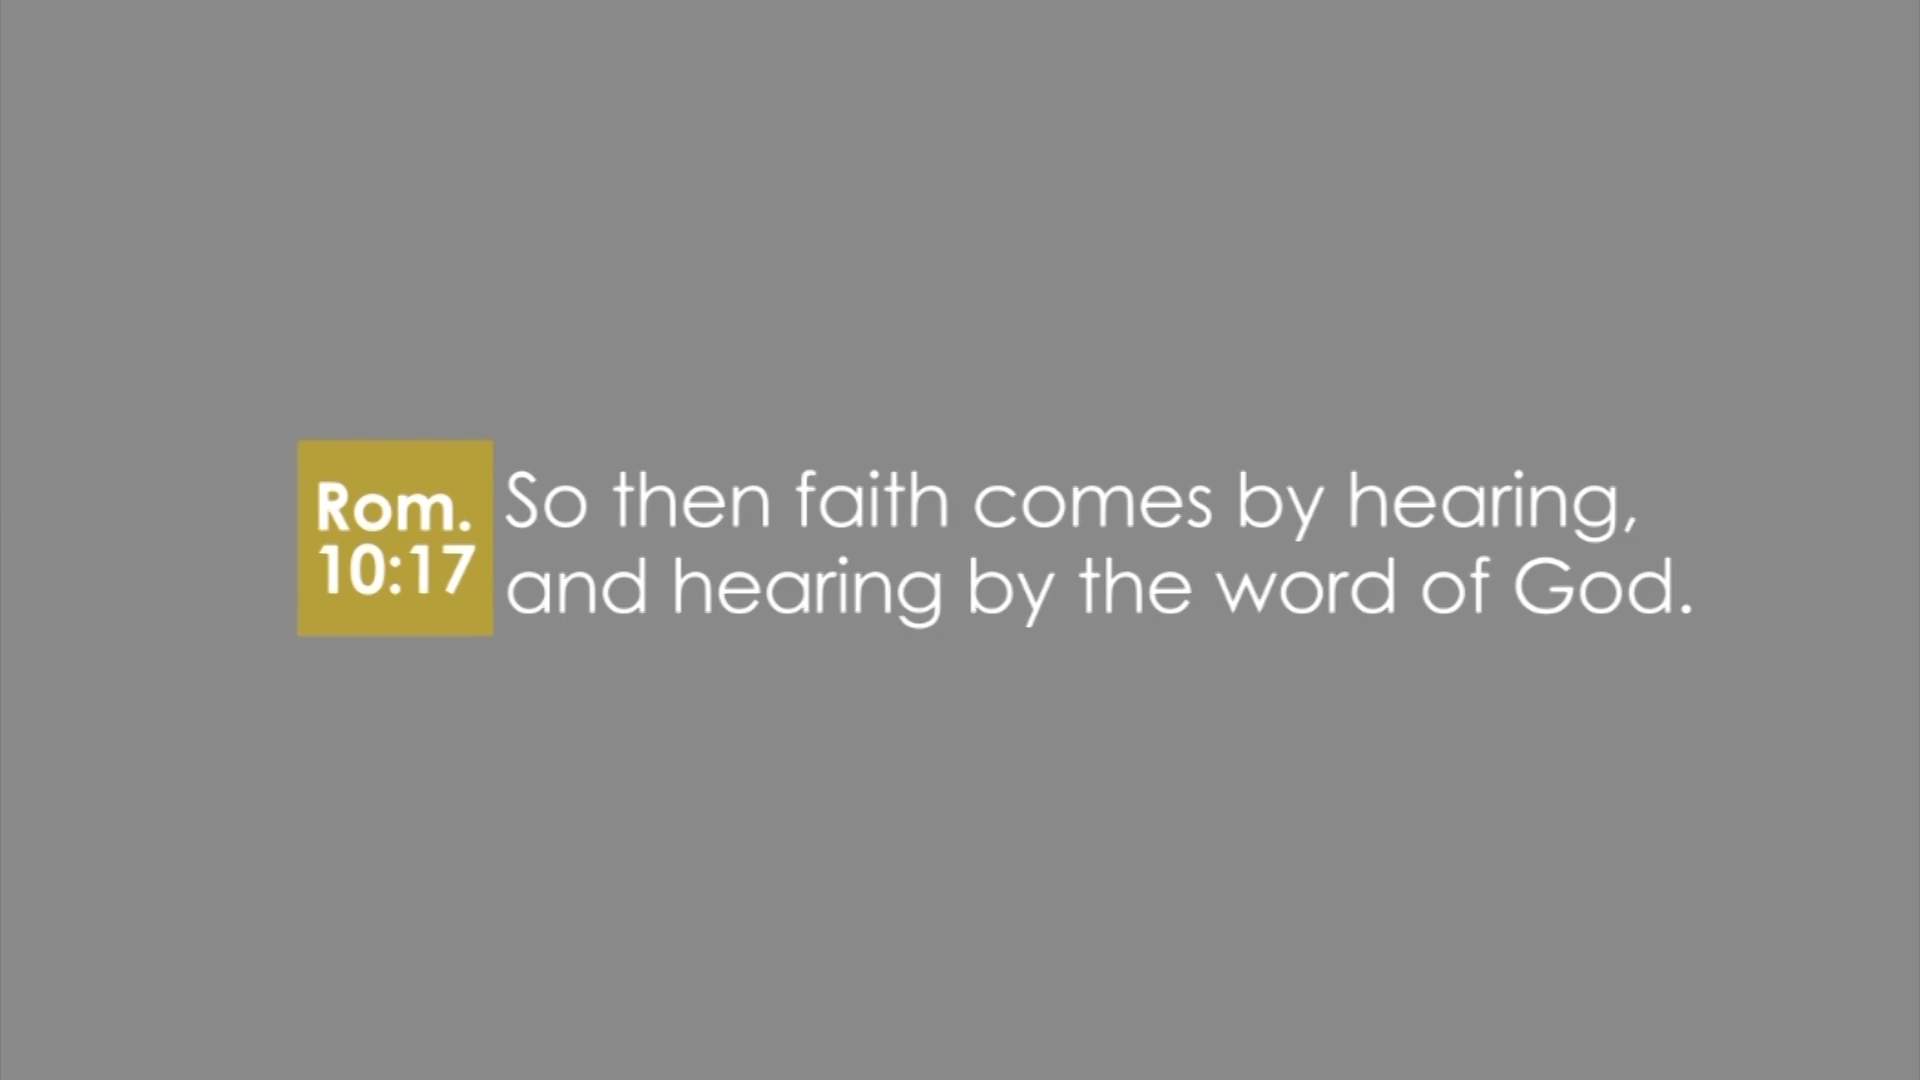 Rom.
10:17
So then faith comes by hearing,
and hearing by the word of God.